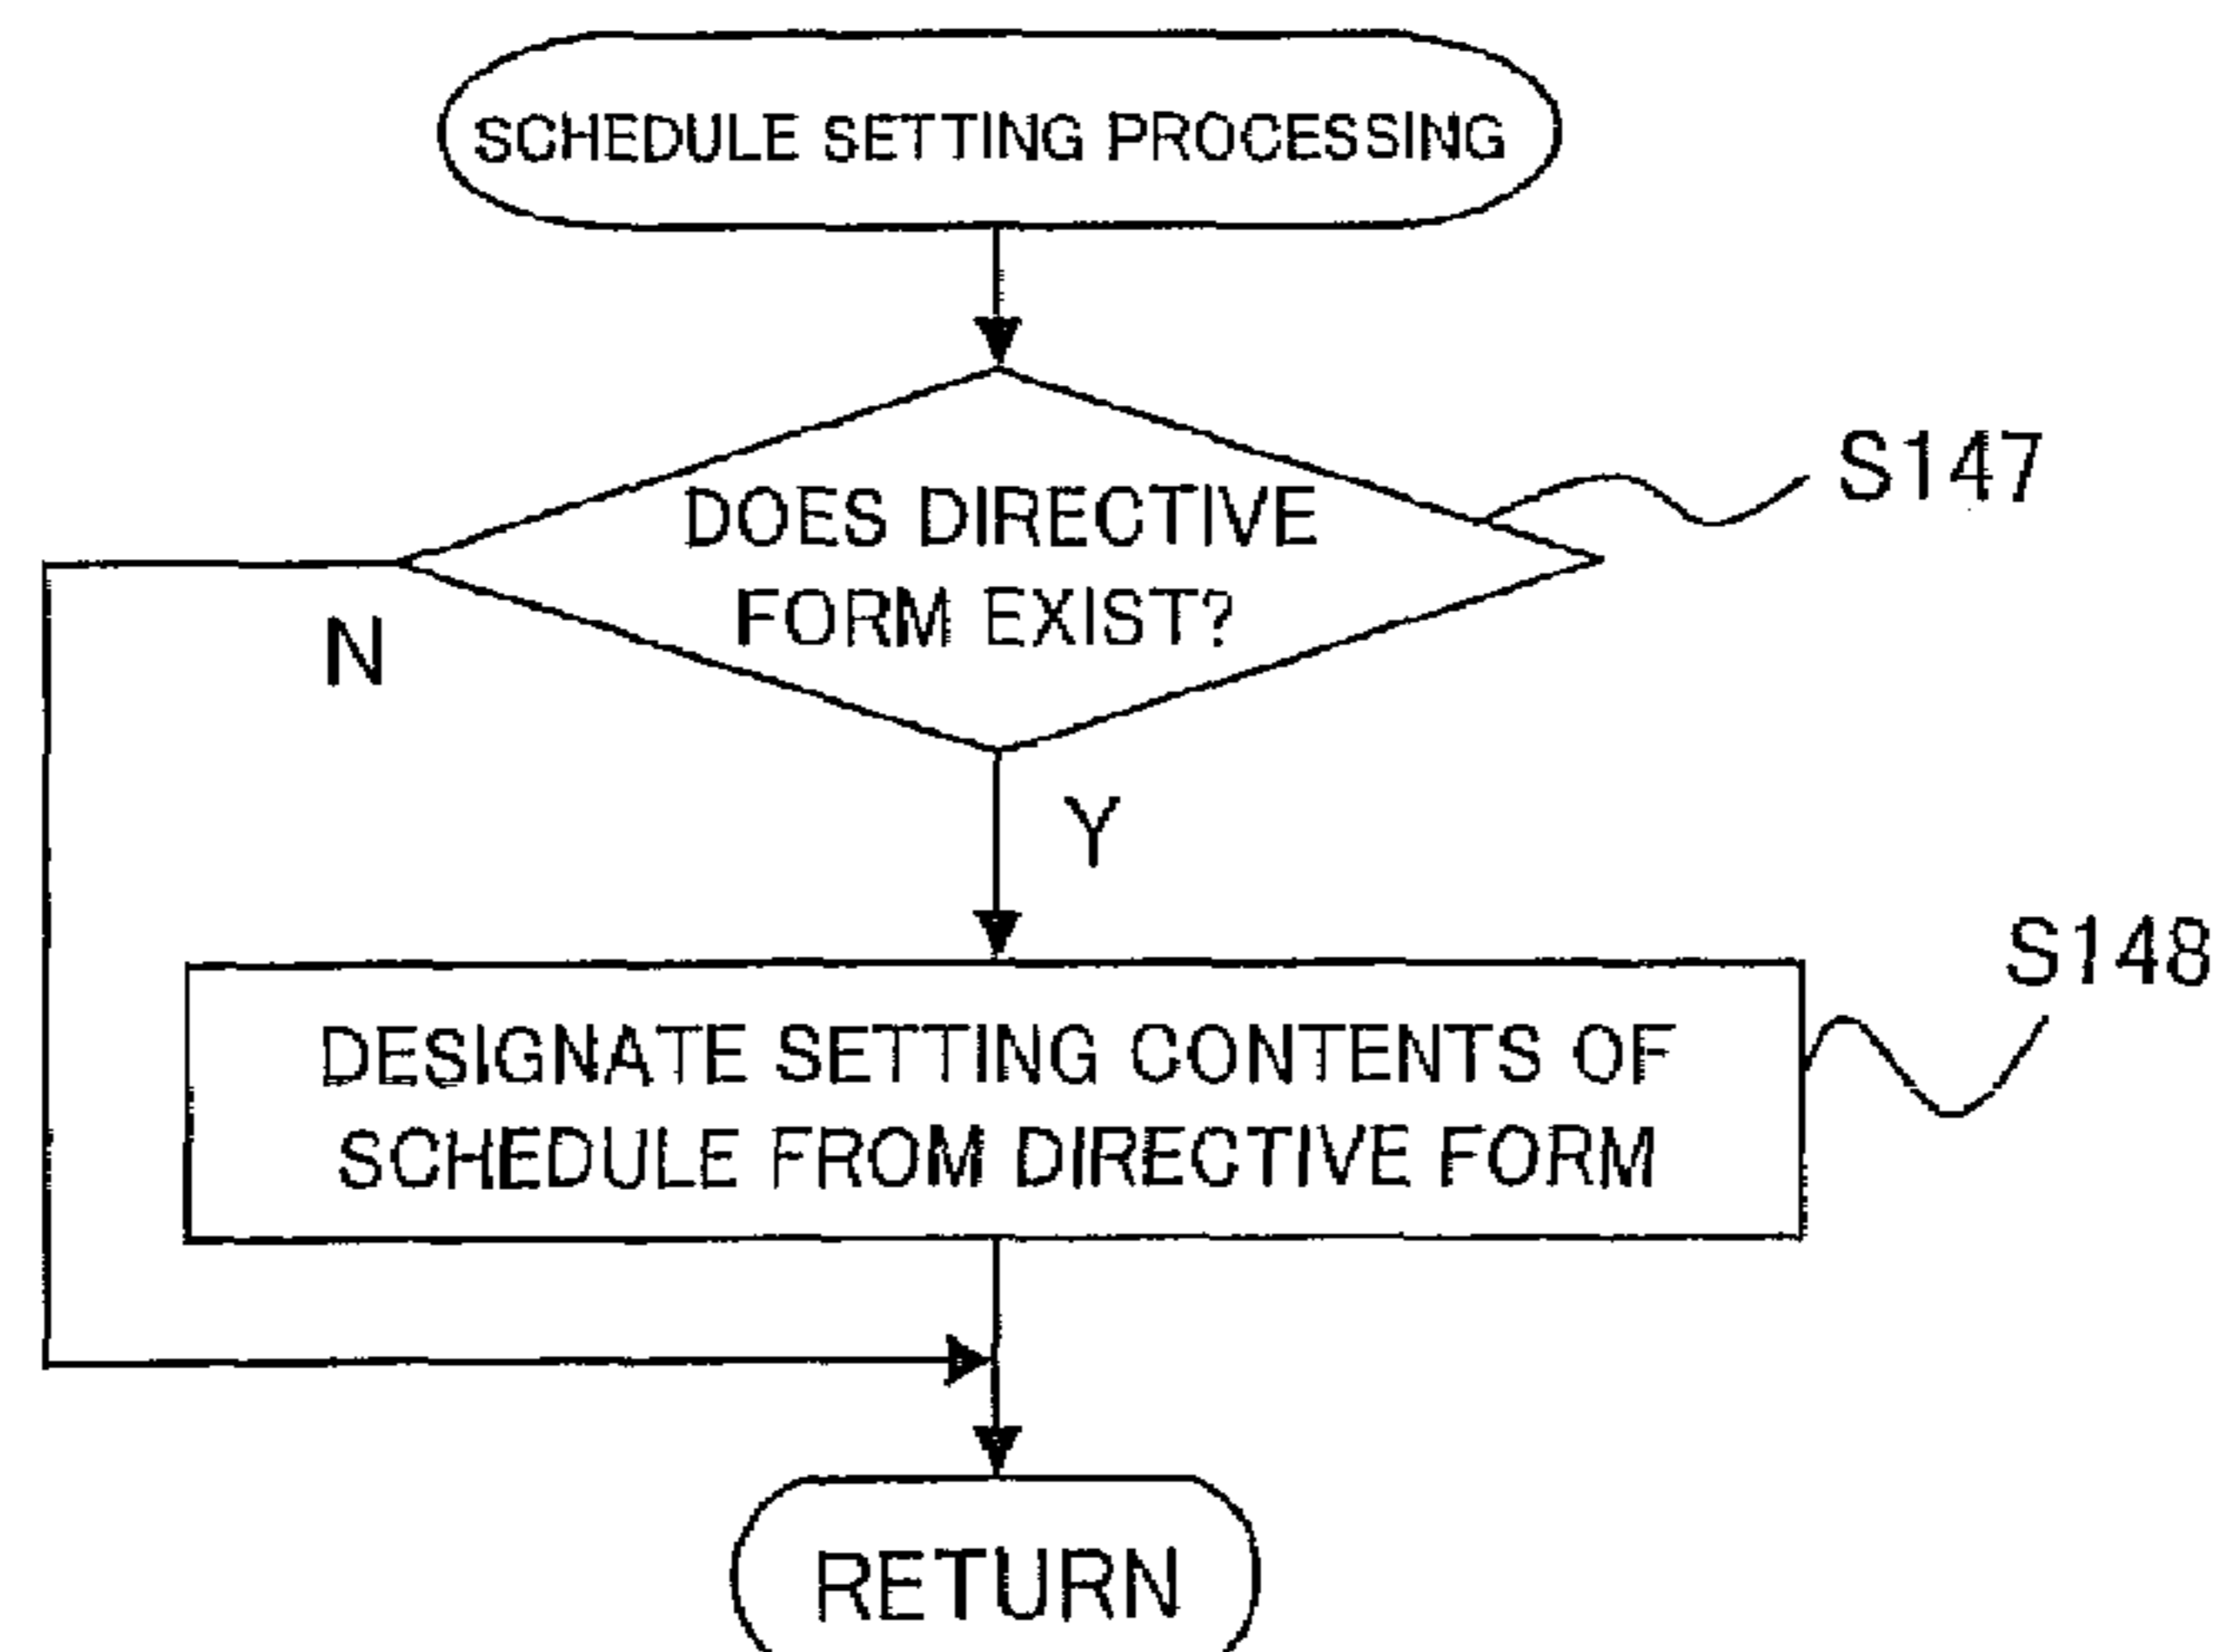 SCHEDULE SETTING PROCESSING
DOES DIRECTIVE
FORM EXIST?
S147
N
Y
S148
DESIGNATE SETTING CONTENTS OF
SCHEDULE FROM DIRECTIVE FORM
RETURN